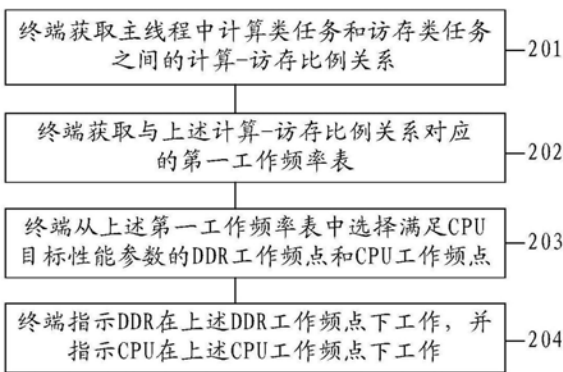 终端获取主线程中计算类任务和访存类任务
之间的计算-访存比例关系
201
终端获取与上述计算-访存比例关系对应
的第一工作频率表
202
终端从上述第一工作频率表中选择满足CPU
目标性能参数的DDR工作频点和CPU工作频点
203
终端指示DDR在上述DDR工作频点下工作，并
指示CPU在上述CPU工作频点下工作
204